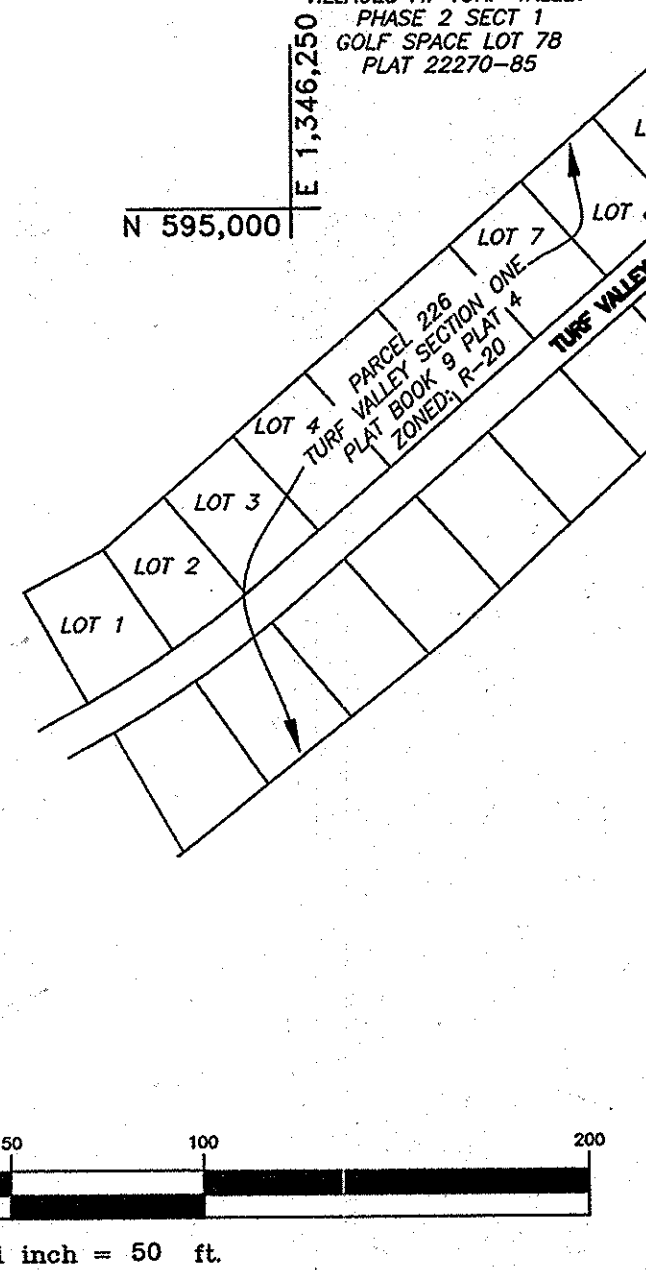 PHASE 2 SECT 1
GOLF SPACE LOT 78
PLAT 22270-85
E 1,346,250
N 595,000
LOT 7
LOT
PARCEL 226
TURF VALLEY SECTION ONE
PLAT BOOK 9 PLAT 4
ZONED: R-20
TURF VALLEY
LOT 4
LOT 3
LOT 2
LOT 1
50
100
200
1 inch = 50 ft.